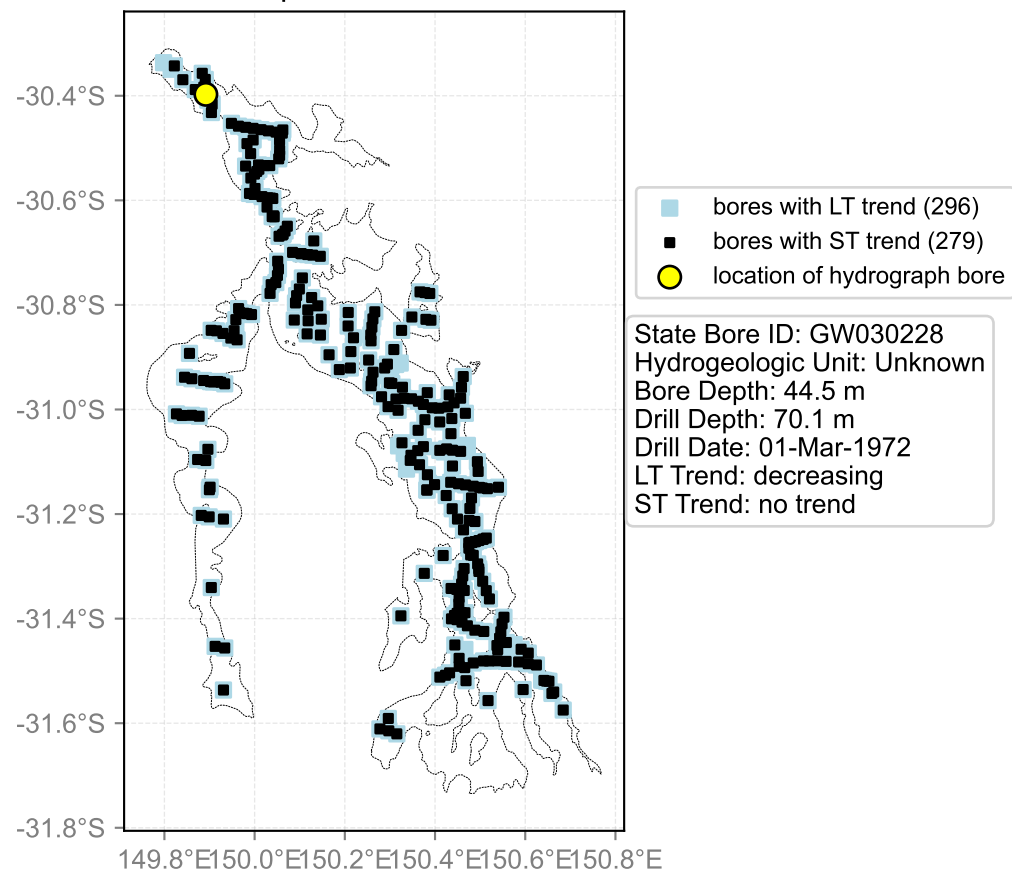 -30.4°S
-30.6°S
-30.8°S
-31.0°S
-31.2°S
-31.4°S
-31.6°S
-31.8°S
149.8°E150.0°E150.2°E150.4°E150.6°E150.8°E
bores with LT trend (296)
bores with ST trend (279)
location of hydrograph bore
State Bore ID: GW030228
Hydrogeologic Unit: Unknown
Bore Depth: 44.5 m
Drill Depth: 70.1 m
Drill Date: 01-Mar-1972
LT Trend: decreasing
ST Trend: no trend